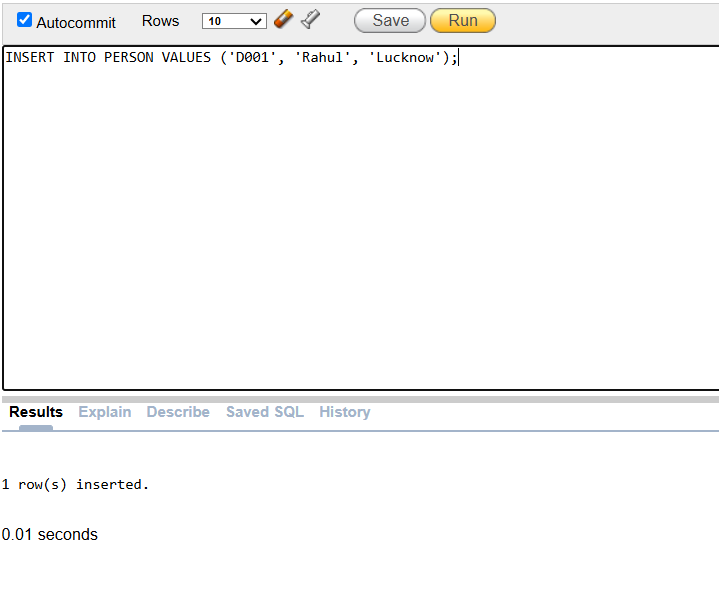 Autocommit Rows 10 Save Run
INSERT INTO PERSON VALUES ('D001', 'Rahul', 'Lucknow');
Results Explain Describe Saved SQL History
1 row(s) inserted.
0.01 seconds